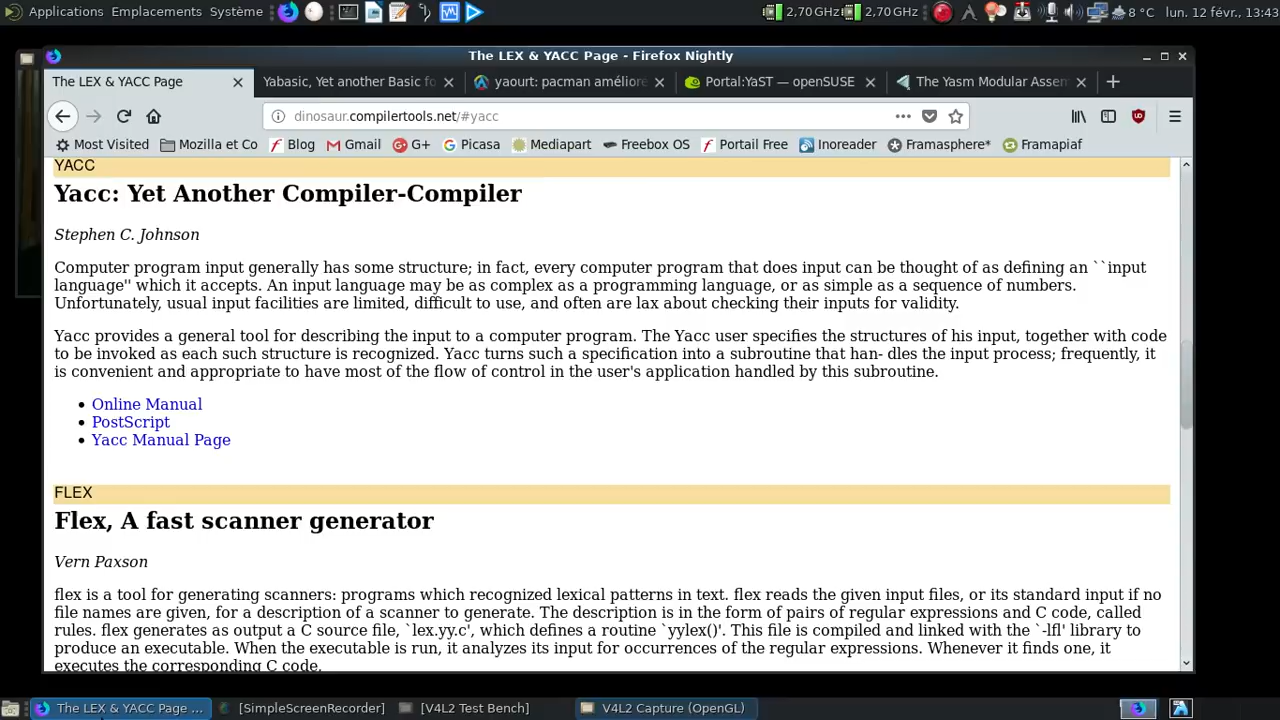 Applications Emplacements Système 2,70 GHz 2,70 GHz 8 °C lun. 12 févr., 13:43
The LEX & YACC Page - Firefox Nightly
The LEX & YACC Page Yabasic, Yet another Basic fo yaourt: pacman amélioré Portal:YaST — openSUSE The Yasm Modular Assem
dinosaur.compilertools.net/#yacc
Most Visited Mozilla et Co Blog Gmail G+ Picasa Mediapart Freebox OS Portail Free Inoreader Framasphere* Framapiaf
YACC
Yacc: Yet Another Compiler-Compiler
Stephen C. Johnson
Computer program input generally has some structure; in fact, every computer program that does input can be thought of as defining an ``input
language'' which it accepts. An input language may be as complex as a programming language, or as simple as a sequence of numbers.
Unfortunately, usual input facilities are limited, difficult to use, and often are lax about checking their inputs for validity.
Yacc provides a general tool for describing the input to a computer program. The Yacc user specifies the structures of his input, together with code
to be invoked as each such structure is recognized. Yacc turns such a specification into a subroutine that han- dles the input process; frequently, it
is convenient and appropriate to have most of the flow of control in the user's application handled by this subroutine.
• Online Manual
• PostScript
• Yacc Manual Page
FLEX
Flex, A fast scanner generator
Vern Paxson
flex is a tool for generating scanners: programs which recognized lexical patterns in text. flex reads the given input files, or its standard input if no
file names are given, for a description of a scanner to generate. The description is in the form of pairs of regular expressions and C code, called
rules. flex generates as output a C source file, `lex.yy.c', which defines a routine `yylex()'. This file is compiled and linked with the `-lfl' library to
produce an executable. When the executable is run, it analyzes its input for occurrences of the regular expressions. Whenever it finds one, it
executes the corresponding C code.
The LEX & YACC Page ... [SimpleScreenRecorder] [V4L2 Test Bench] V4L2 Capture (OpenGL)